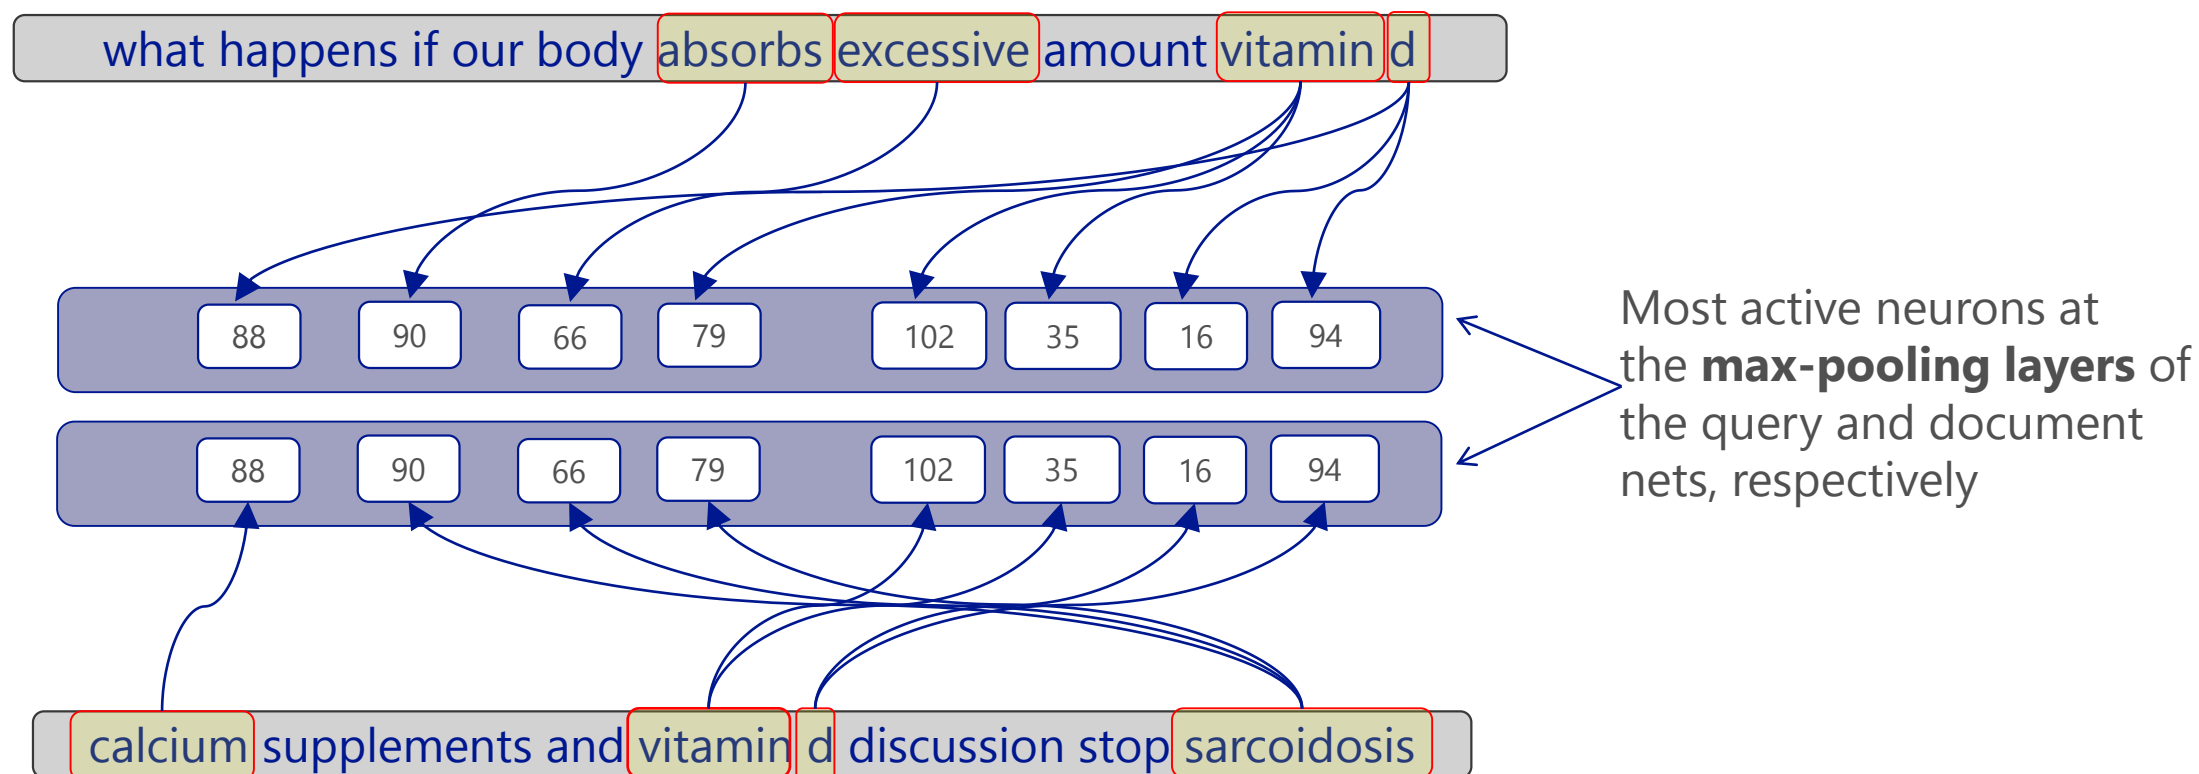 what happens if our body absorbs excessive amount vitamin d
88 90 66 79 102 35 16 94
88 90 66 79 102 35 16 94
Most active neurons at
the max-pooling layers of
the query and document
nets, respectively
calcium supplements and vitamin d discussion stop sarcoidosis